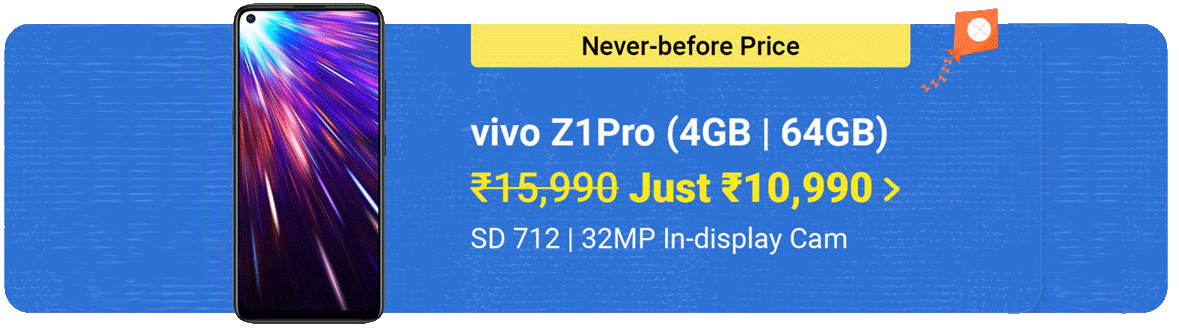 Never-before Price
vivo Z1Pro (4GB | 64GB)
₹15,990 Just ₹10,990 >
SD 712 | 32MP In-display Cam